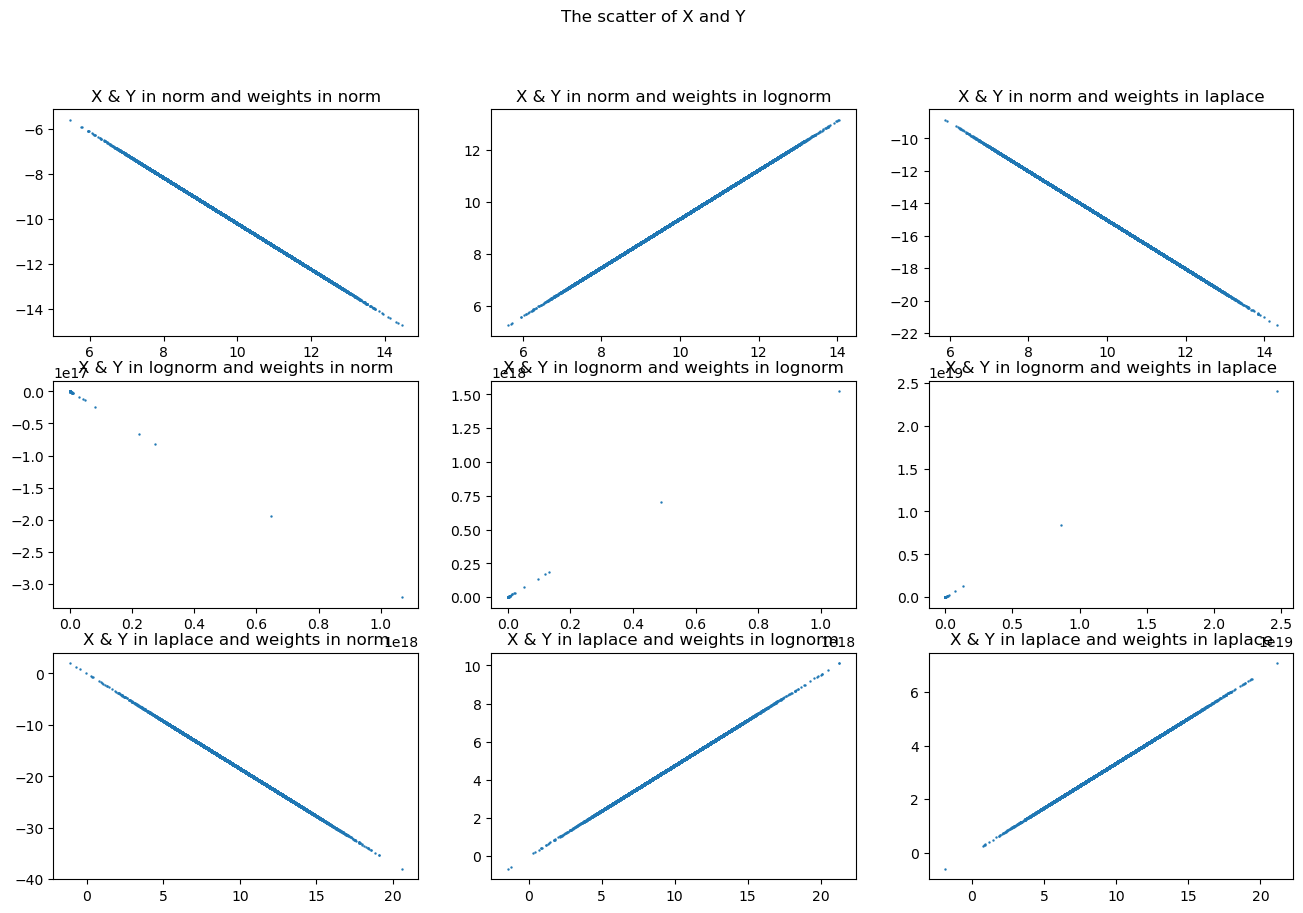 The scatter of X and Y
X & Y in norm and weights in norm
X & Y in norm and weights in lognorm
X & Y in norm and weights in laplace
−6
−8
−10
−12
−14
6 8 10 12 14
12
10
8
6
6 8 10 12 14
−10
−12
−14
−16
−18
−20
−22
6 8 10 12 14
X & Y in lognorm and weights in norm
1e17
X & Y in lognorm and weights in lognorm
1e18
X & Y in lognorm and weights in laplace
1e19
0.0
−0.5
−1.0
−1.5
−2.0
−2.5
−3.0
0.0 0.2 0.4 0.6 0.8 1.0
1e18
1.50
1.25
1.00
0.75
0.50
0.25
0.00
0.0 0.2 0.4 0.6 0.8 1.0
1e18
2.5
2.0
1.5
1.0
0.5
0.0
0.0 0.5 1.0 1.5 2.0 2.5
1e19
X & Y in laplace and weights in norm
X & Y in laplace and weights in lognorm
X & Y in laplace and weights in laplace
0
−10
−20
−30
−40
0 5 10 15 20
10
8
6
4
2
0
0 5 10 15 20
6
4
2
0
0 5 10 15 20